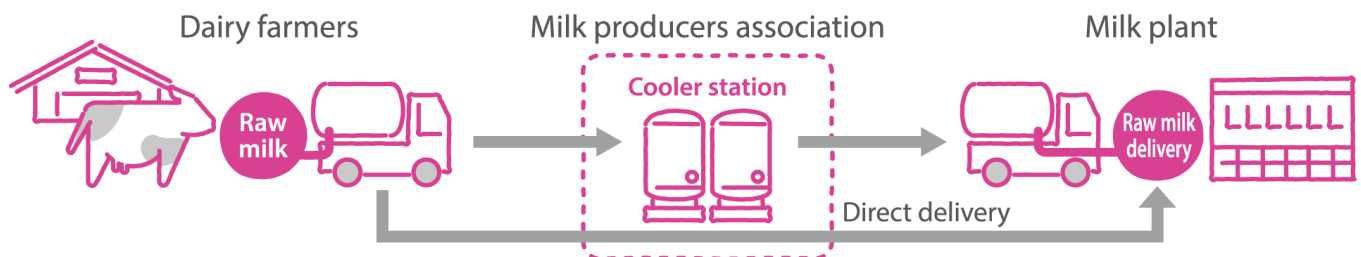 Dairy farmers
Milk producers association
Milk plant
Cooler station
Raw
milk
Raw milk
delivery
Direct delivery